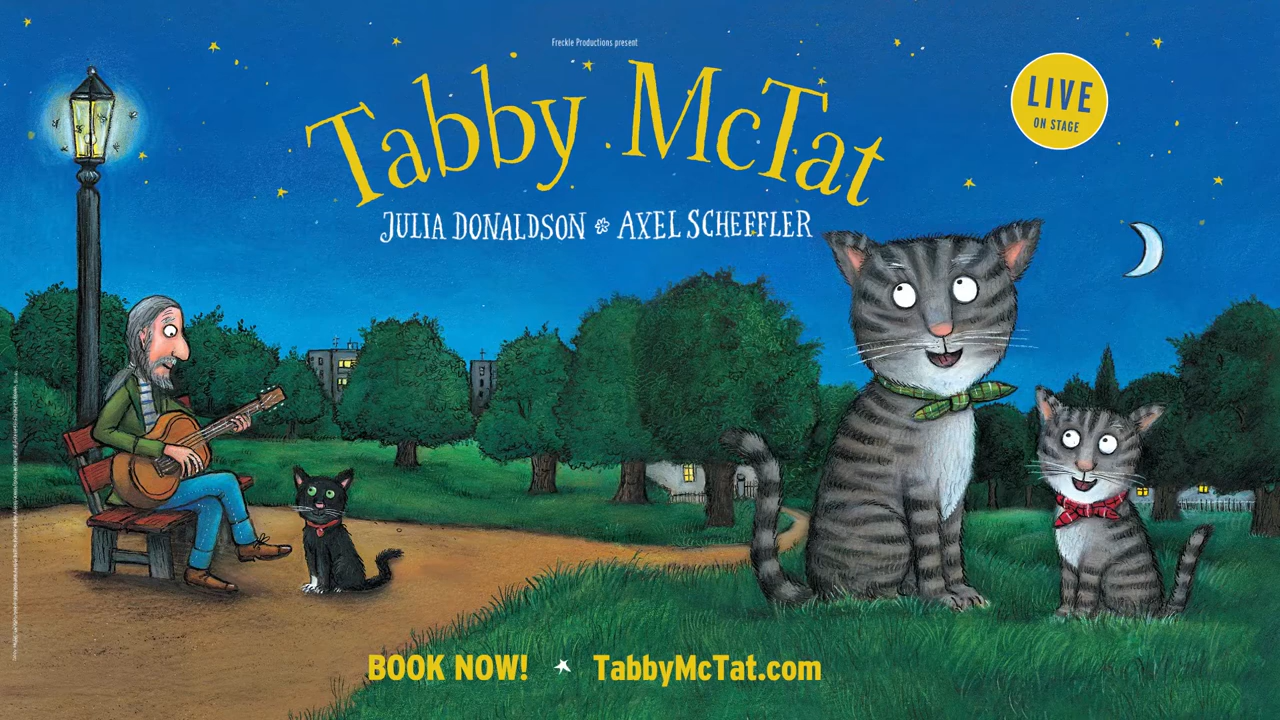 Freckle Productions present
Tabby McTat
JULIA DONALDSON AXEL SCHEFFLER
LIVE
ON STAGE
BOOK NOW! TabbyMcTat.com